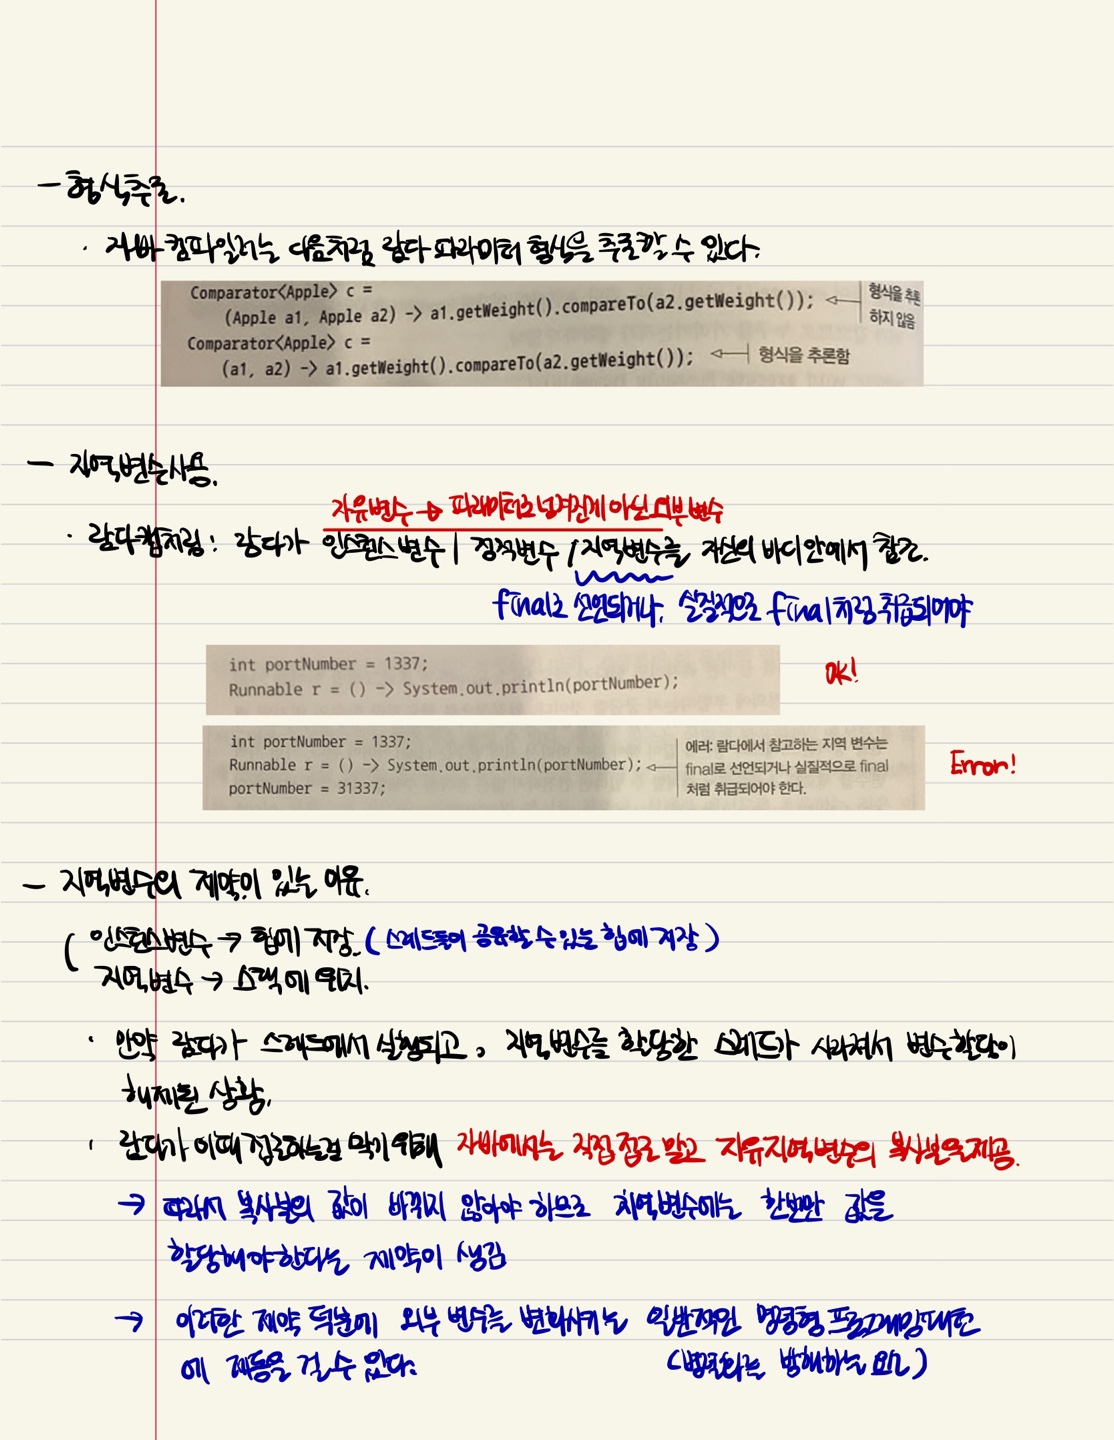 - 형식추론.
· 자바 컴파일러는 다음처럼 람다 파라미터 형식을 추론할 수 있다.
Comparator<Apple> c =
(Apple a1, Apple a2) -> a1.getWeight().compareTo(a2.getWeight()); 형식을 추론
하지 않음
Comparator<Apple> c =
(a1, a2) -> a1.getWeight().compareTo(a2.getWeight()); 형식을 추론함
- 지역변수사용.
자유변수 → 파라미터로 넘겨진게 아닌 외부 변수
· 람다캡처링: 람다가 인스턴스 변수 / 정적변수 / 지역변수를 자신의 바디안에서 참조.
final로 선언되거나, 실질적으로 final처럼 취급되어야
int portNumber = 1337;
Runnable r = () -> System.out.println(portNumber);
OK!
int portNumber = 1337;
Runnable r = () -> System.out.println(portNumber);
portNumber = 31337;
에러: 람다에서 참고하는 지역 변수는
final로 선언되거나 실질적으로 final
처럼 취급되어야 한다.
Error!
- 지역변수의 제약이 있는 이유.
( 인스턴스변수 → 힙에 저장. (스레드들이 공유할 수 있는 힙에 저장)
지역변수 → 스택에 위치.
· 만약 람다가 스레드에서 실행되고, 지역변수를 할당한 스레드가 사라져서 변수할당이
해제된 상황.
· 람다가 이때 접근하는걸 막기 위해 자바에서는 직접 접근 말고 자유지역변수의 복사본을 제공.
→ 따라서 복사본의 값이 바뀌지 않아야 하므로 지역변수에는 한번만 값을
할당해야한다는 제약이 생김
→ 이러한 제약 덕분에 외부 변수를 변화시키는 일반적인 명령형 프로그래밍패턴
에 제동을 걸 수 있다. (병렬화를 방해하는 요소)